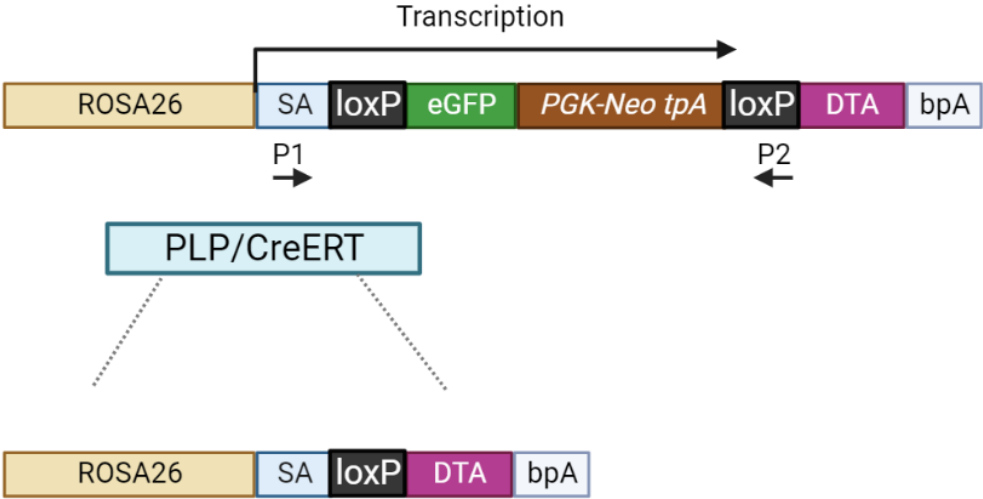 Transcription
ROSA26 SA loxP eGFP PGK-Neo tpA loxP DTA bpA
P1 P2
PLP/CreERT
ROSA26 SA loxP DTA bpA